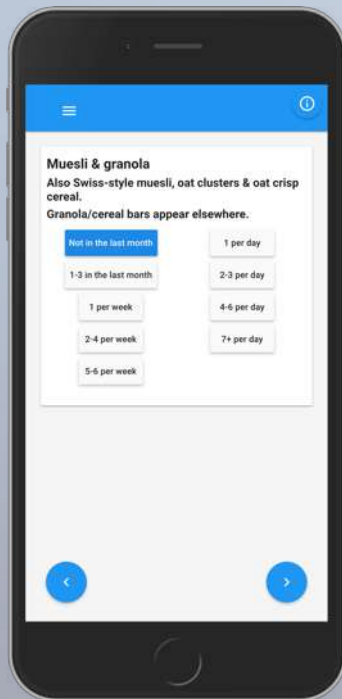 Muesli & granola
Also Swiss-style muesli, oat clusters & oat crisp
cereal.
Granola/cereal bars appear elsewhere.
Not in the last month
1-3 in the last month
1 per week
2-4 per week
5-6 per week
1 per day
2-3 per day
4-6 per day
7+ per day